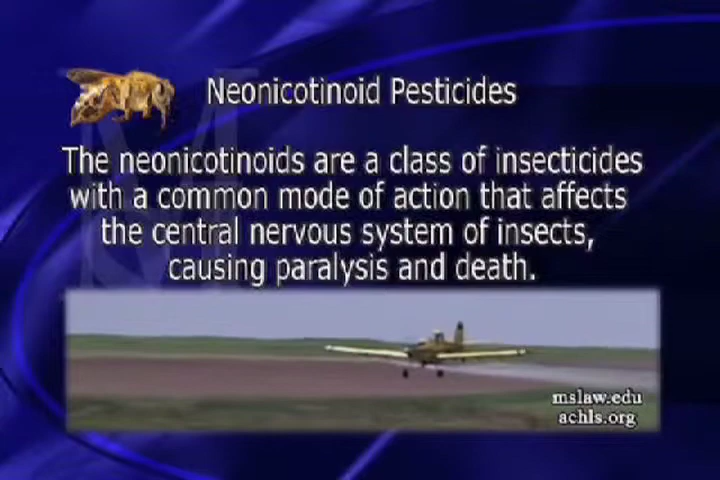 Neonicotinoid Pesticides
The neonicotinoids are a class of insecticides
with a common mode of action that affects
the central nervous system of insects,
causing paralysis and death.
mslaw.edu
achls.org